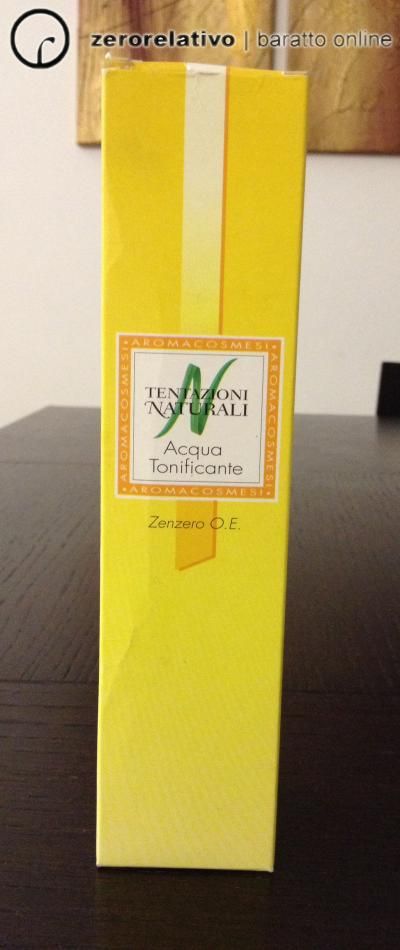 zerorelativo | baratto online
• AROMACOSMESI •
AROMACOSMESI
AROMACOSMESI
TENTAZIONI
NATURALI
N
Acqua
Tonificante
• AROMACOSMESI •
Zenzero O.E.